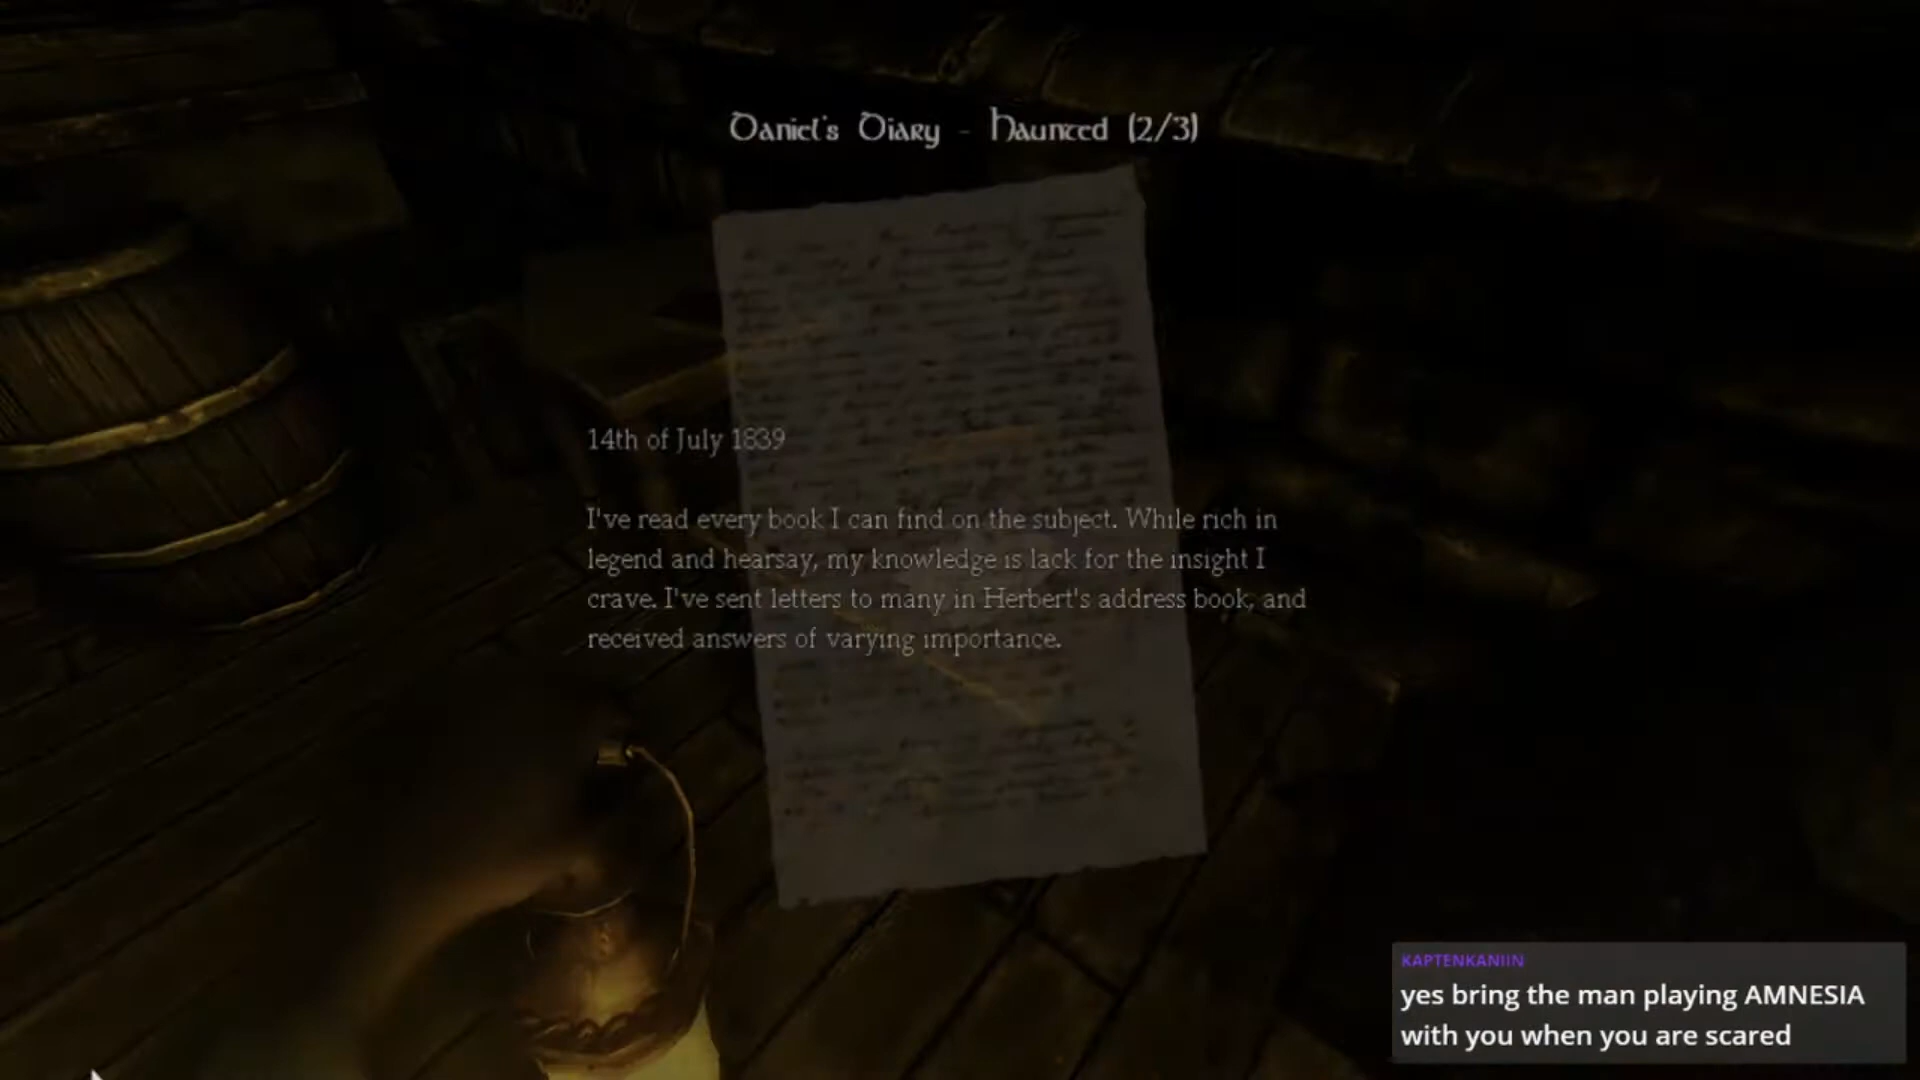 Daniel's Diary - Haunted (2/3)
14th of July 1839
I've read every book I can find on the subject. While rich in
legend and hearsay, my knowledge is lack for the insight I
crave. I've sent letters to many in Herbert's address book, and
received answers of varying importance.
KAPTENKANIIN
yes bring the man playing AMNESIA
with you when you are scared